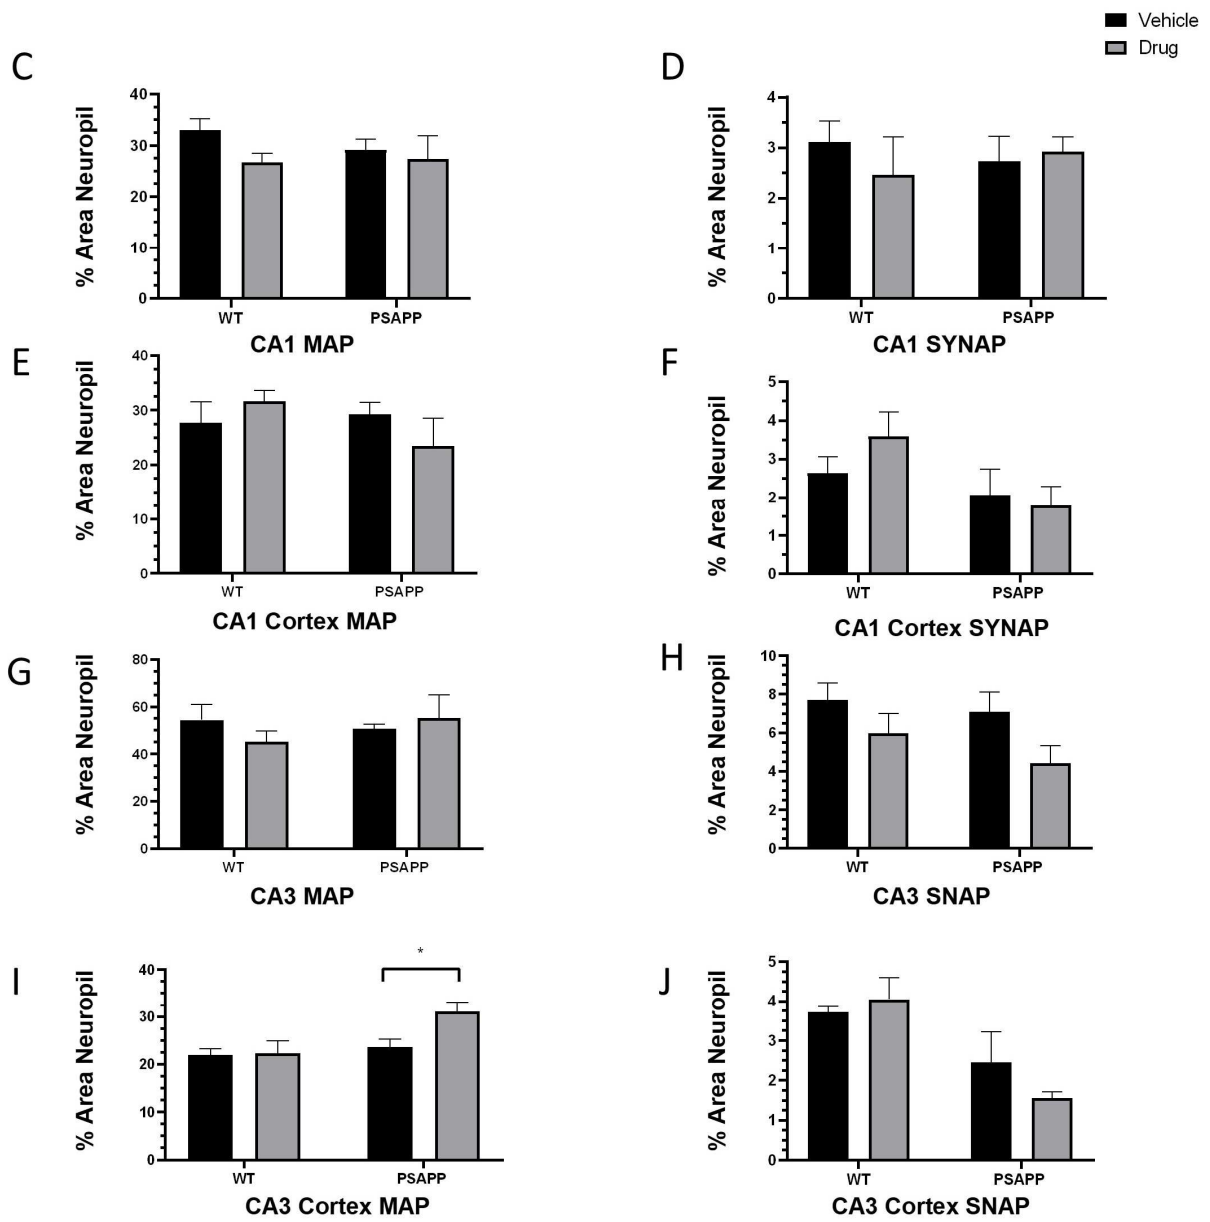 Vehicle
Drug
C
40
30
20
10
0
% Area Neuropil
WT PSAPP
CA1 MAP
D
4
3
2
1
0
% Area Neuropil
WT PSAPP
CA1 SYNAP
E
40
30
20
10
0
% Area Neuropil
WT PSAPP
CA1 Cortex MAP
F
5
4
3
2
1
0
% Area Neuropil
WT PSAPP
CA1 Cortex SYNAP
G
80
60
40
20
0
% Area Neuropil
WT PSAPP
CA3 MAP
H
10
8
6
4
2
0
% Area Neuropil
WT PSAPP
CA3 SNAP
I
40
30
20
10
0
% Area Neuropil
*
WT PSAPP
CA3 Cortex MAP
J
5
4
3
2
1
0
% Area Neuropil
WT PSAPP
CA3 Cortex SNAP